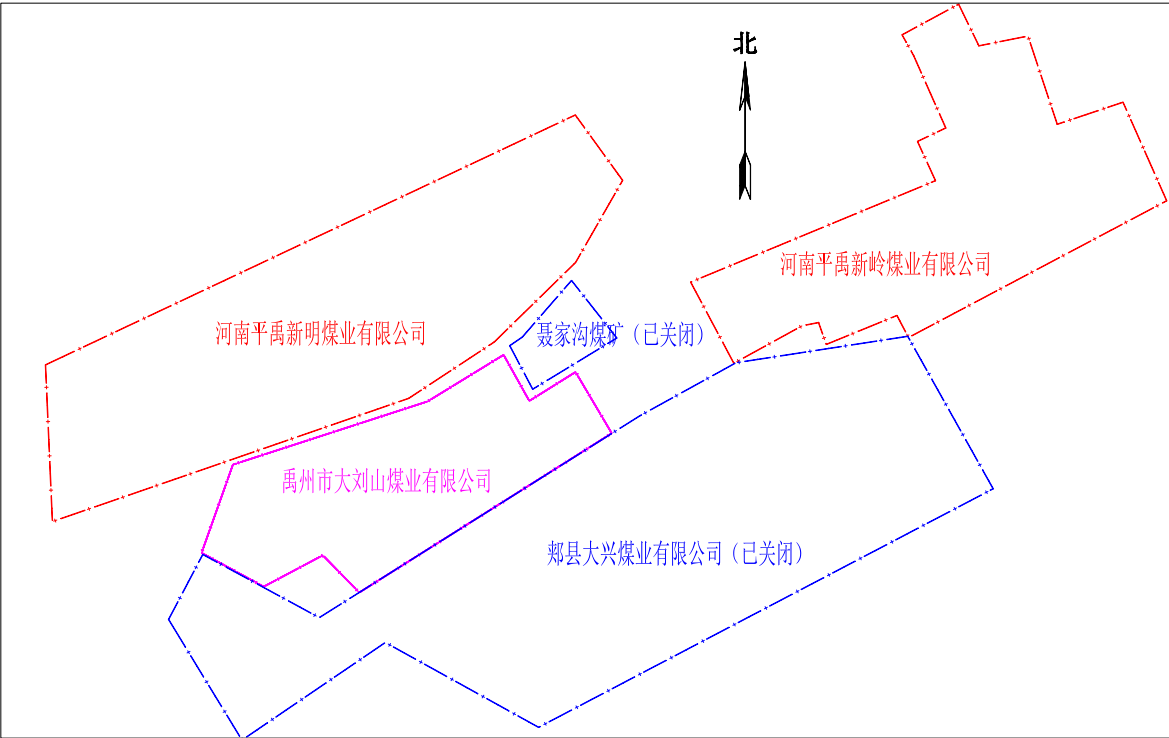 北
河南平禹新岭煤业有限公司
河南平禹新明煤业有限公司
聂家沟煤矿（已关闭）
禹州市大刘山煤业有限公司
郏县大兴煤业有限公司（已关闭）